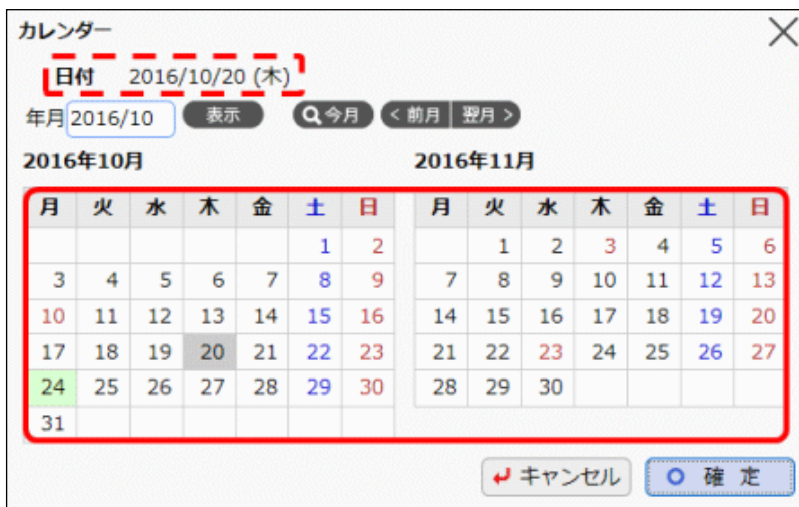 カレンダー
日付 2016/10/20 (木)
年月 2016/10 表示 今月 < 前月 翌月 >
2016年10月 2016年11月
月 火 水 木 金 土 日 月 火 水 木 金 土 日
1 2 1 2 3 4 5 6
3 4 5 6 7 8 9 7 8 9 10 11 12 13
10 11 12 13 14 15 16 14 15 16 17 18 19 20
17 18 19 20 21 22 23 21 22 23 24 25 26 27
24 25 26 27 28 29 30 28 29 30
31
キャンセル 確定